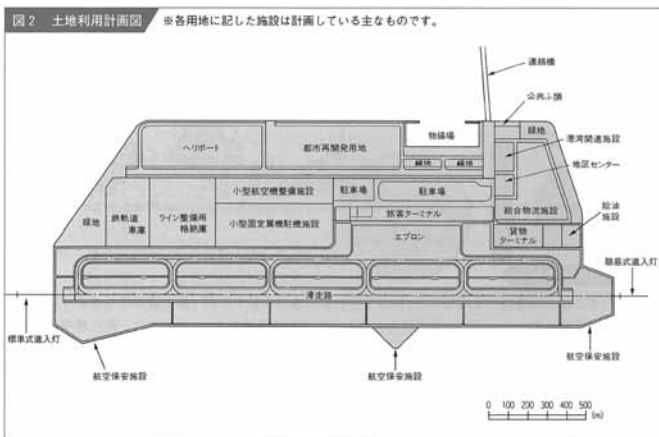 図2 土地利用計画図 ※各用地に記した施設は計画している主なものです。
連絡橋
公共ふ頭
物揚場
緑地
港湾関連施設
ヘリポート
都市再開発用地
緑地
緑地
地区センター
小型航空機整備施設
駐車場
駐車場
緑地
鉄軌道
車庫
ライン整備用
格納庫
小型固定翼機駐機施設
旅客ターミナル
総合物流施設
給油
施設
エプロン
貨物
ターミナル
簡易式進入灯
滑走路
標準式進入灯
航空保安施設
航空保安施設
航空保安施設
0 100 200 300 400 500
(m)